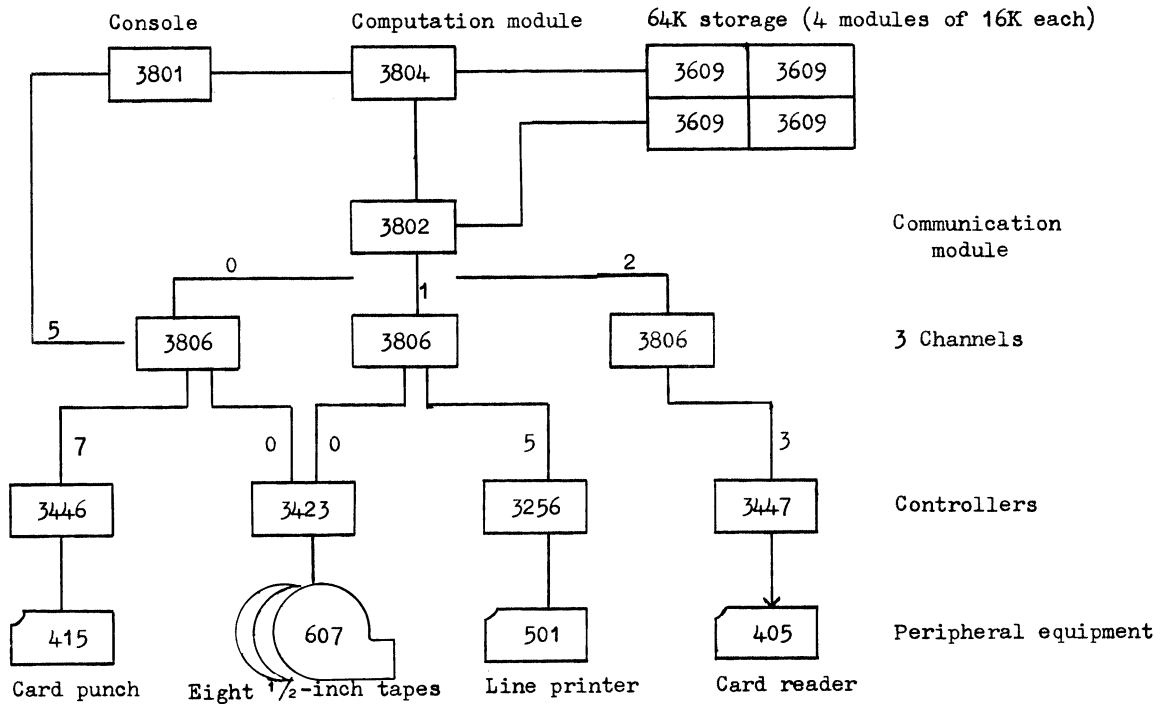 Console
Computation module
64K storage (4 modules of 16K each)
3801
3804
3609
3609
3609
3609
3802
Communication
module
0
1
2
5
3806
3806
3806
3 Channels
7
0
0
5
3
3446
3423
3256
3447
Controllers
415
607
501
405
Peripheral equipment
Card punch
Eight 1/2-inch tapes
Line printer
Card reader